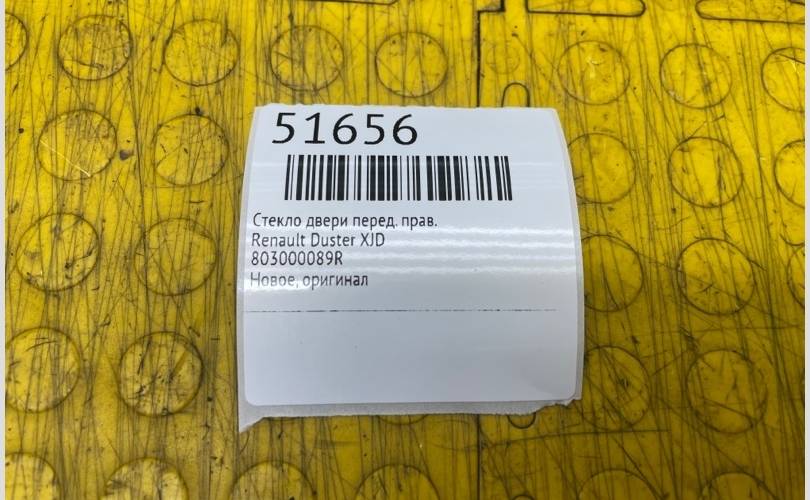 51656
Стекло двери перед. прав.
Renault Duster XJD
803000089R
Новое, оригинал